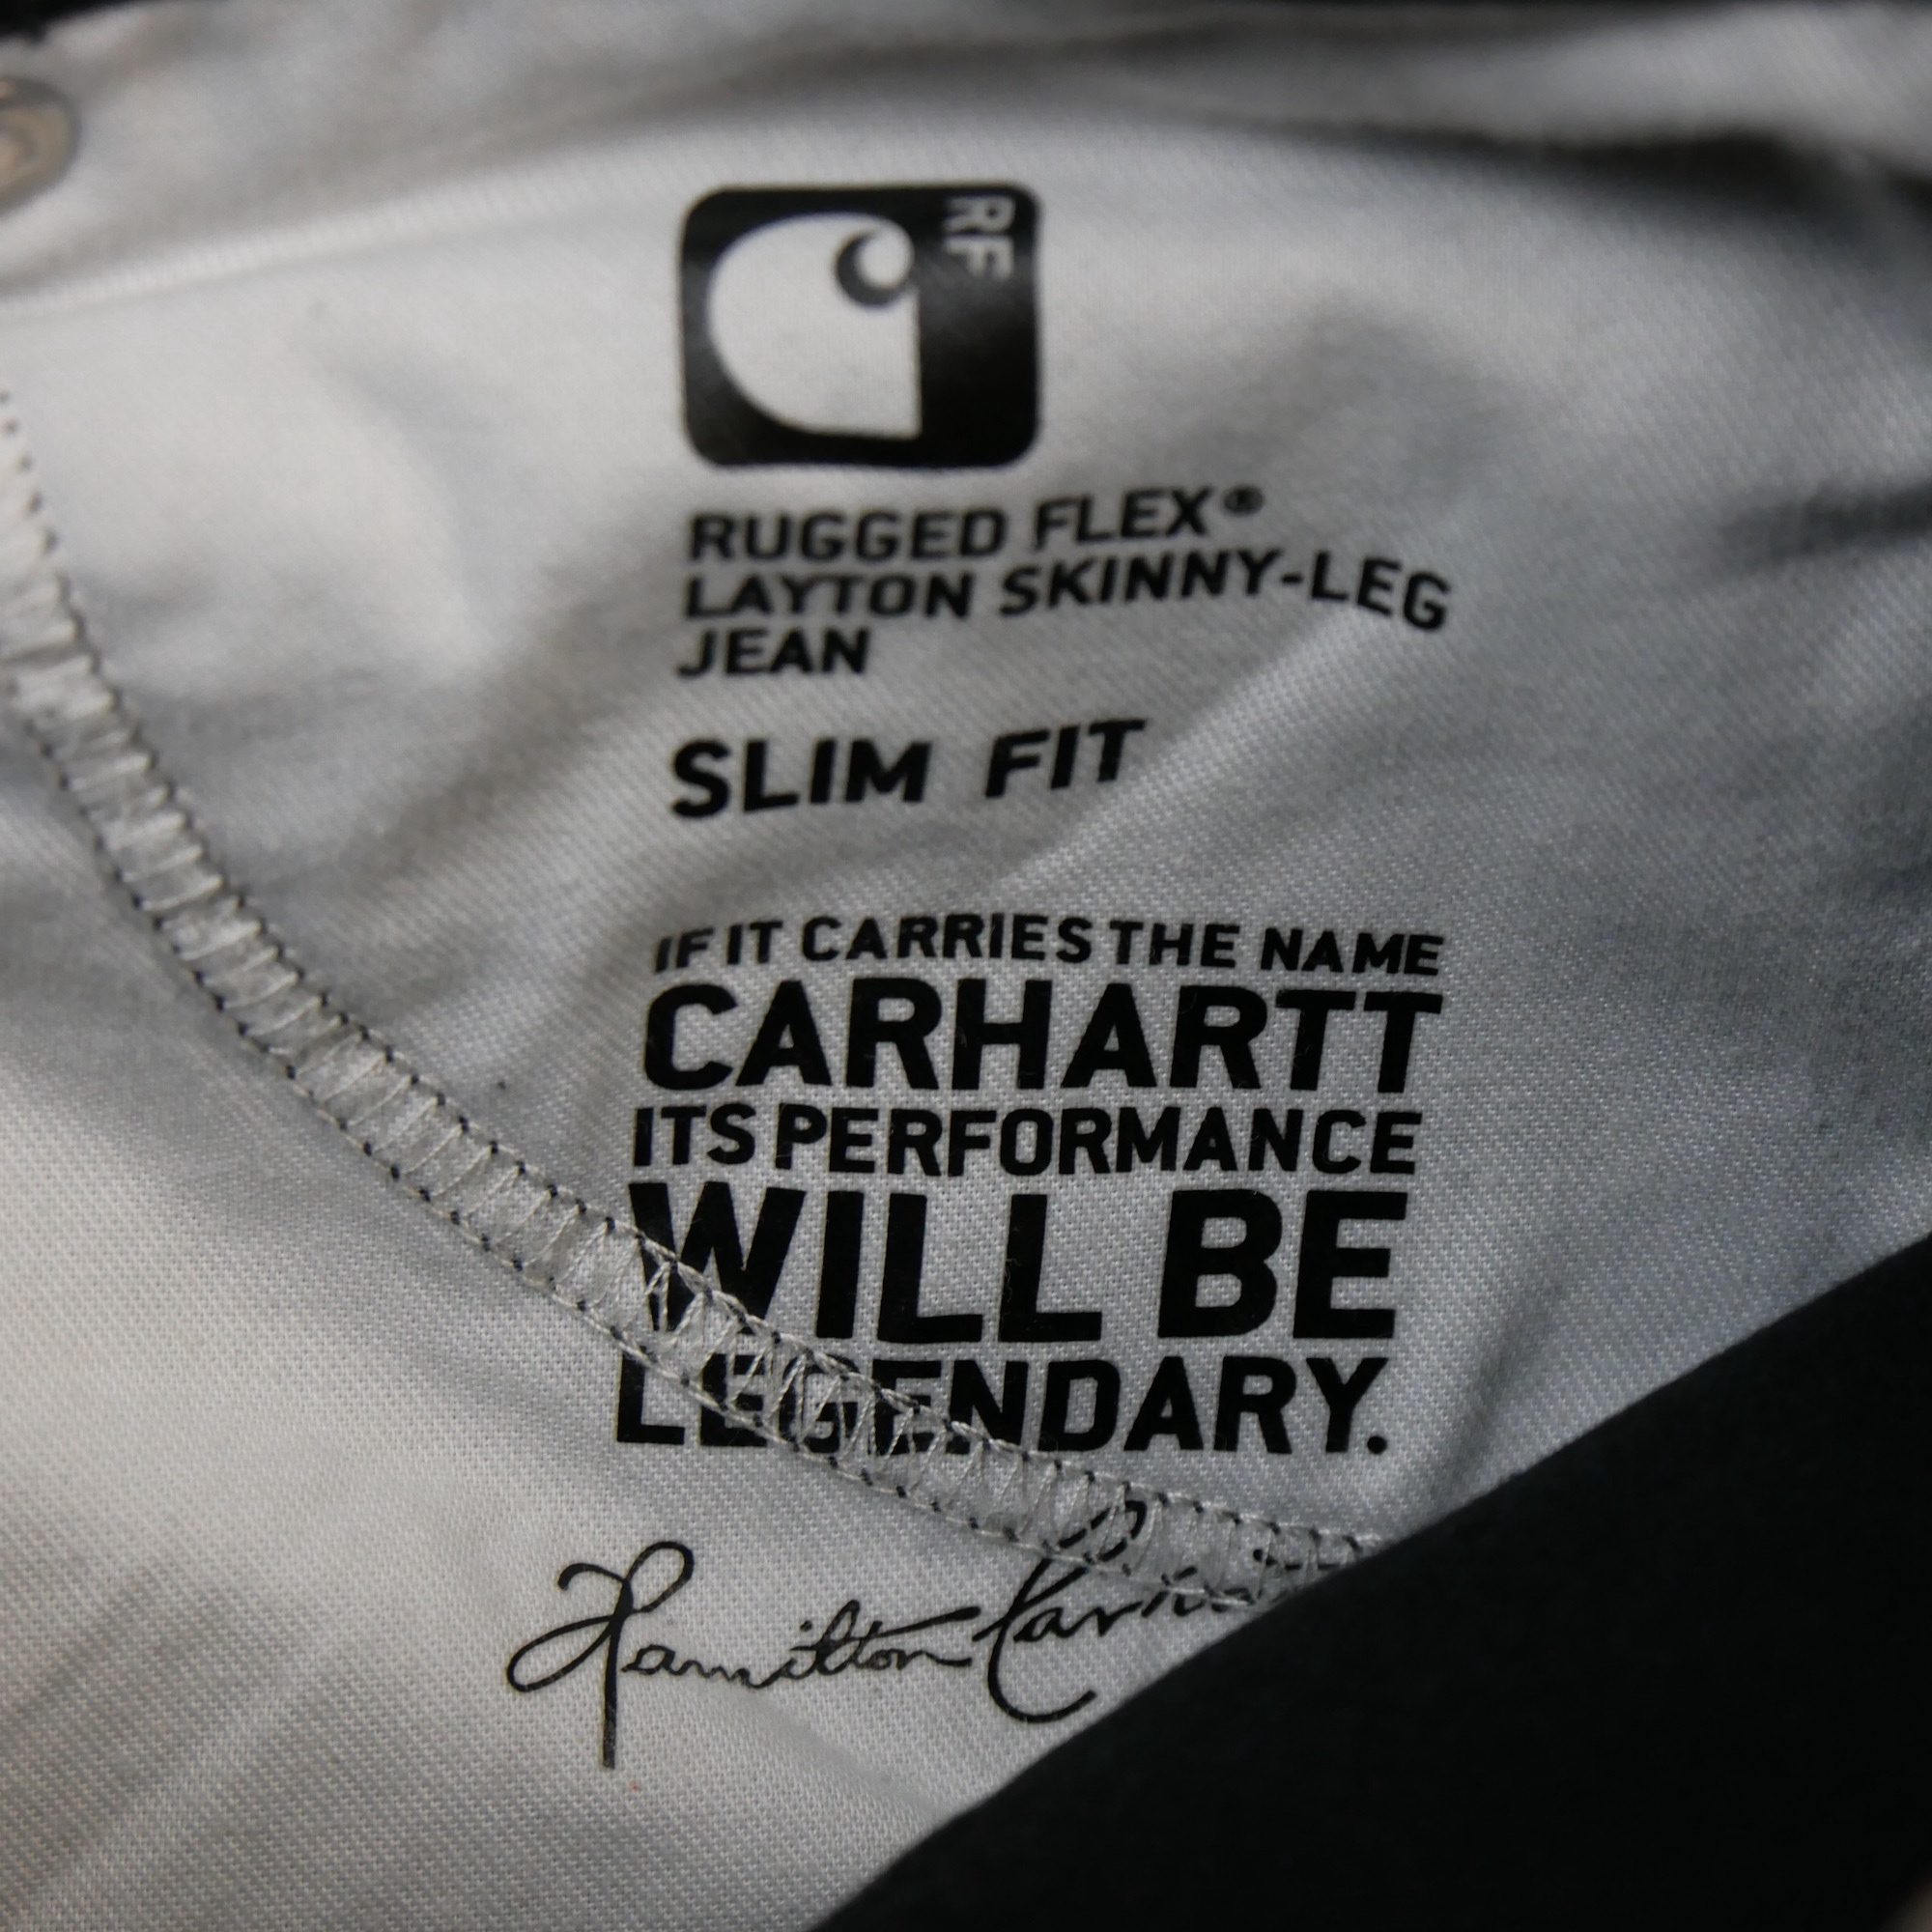 RF
RUGGED FLEX®
LAYTON SKINNY-LEG
JEAN
SLIM FIT
IF IT CARRIES THE NAME
CARHARTT
ITS PERFORMANCE
WILL BE
LEGENDARY.
Hamilton